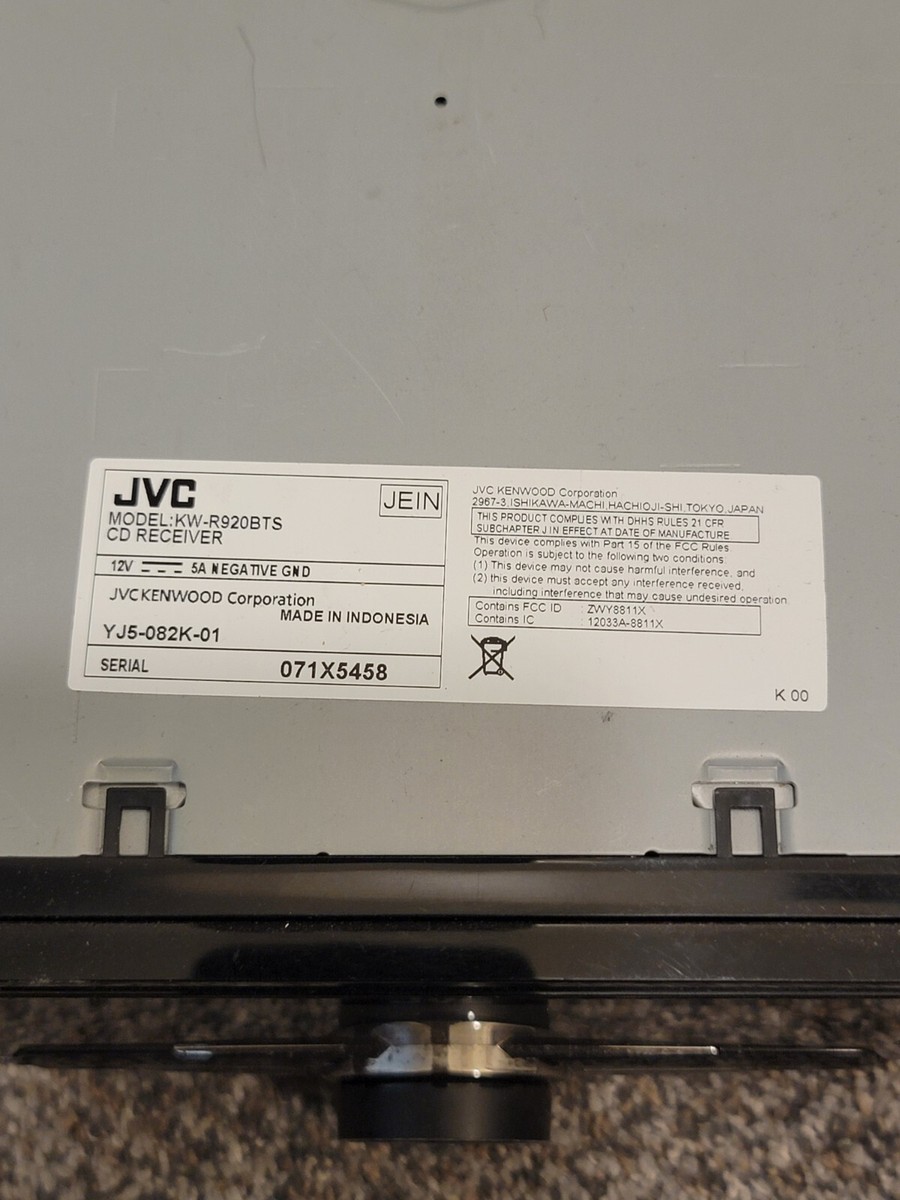 JVC
JEIN
MODEL:KW-R920BTS
CD RECEIVER
12V 5A NEGATIVE GND
JVCKENWOOD Corporation
MADE IN INDONESIA
YJ5-082K-01
SERIAL 071X5458
JVC KENWOOD Corporation
2967-3,ISHIKAWA-MACHI,HACHIOJI-SHI,TOKYO,JAPAN
THIS PRODUCT COMPLIES WITH DHHS RULES 21 CFR
SUBCHAPTER J IN EFFECT AT DATE OF MANUFACTURE
This device complies with Part 15 of the FCC Rules.
Operation is subject to the following two conditions:
(1) This device may not cause harmful interference, and
(2) this device must accept any interference received,
including interference that may cause undesired operation.
Contains FCC ID : ZWY8811X
Contains IC : 12033A-8811X
K 00